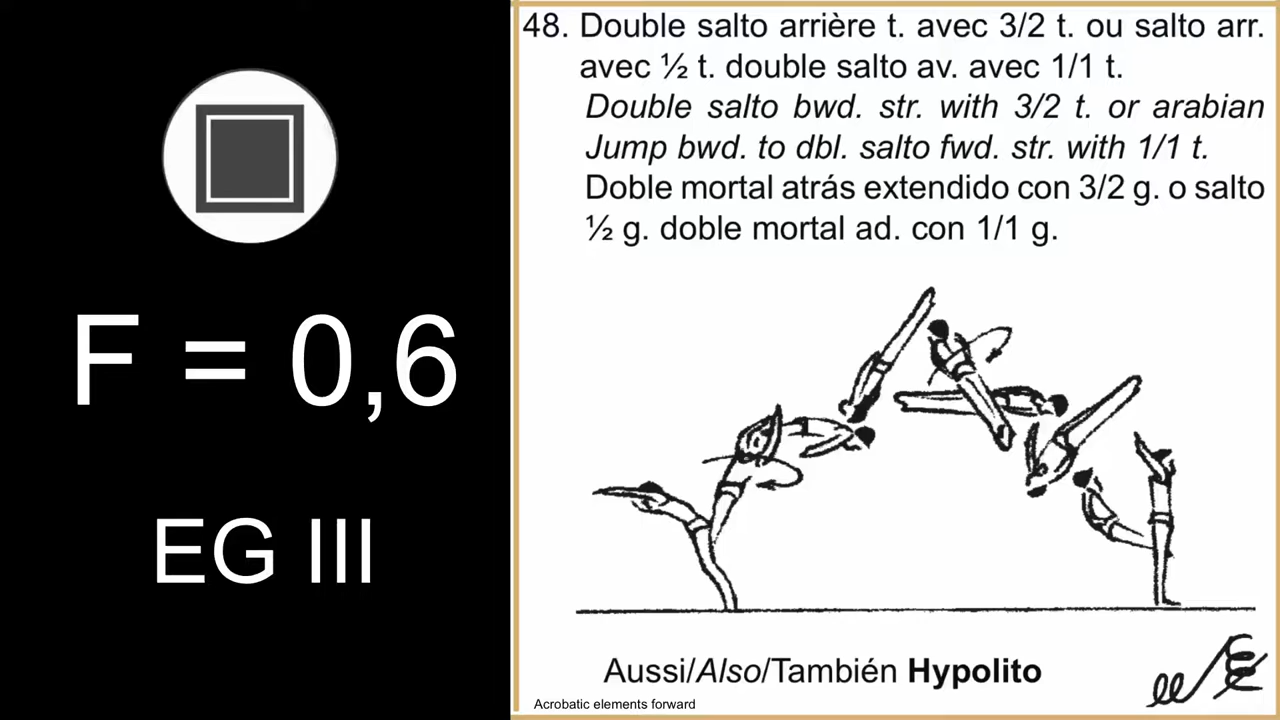 F = 0,6
EG III
48. Double salto arrière t. avec 3/2 t. ou salto arr.
avec ½ t. double salto av. avec 1/1 t.
Double salto bwd. str. with 3/2 t. or arabian
Jump bwd. to dbl. salto fwd. str. with 1/1 t.
Doble mortal atrás extendido con 3/2 g. o salto
½ g. doble mortal ad. con 1/1 g.
Aussi/Also/También Hypolito
Acrobatic elements forward